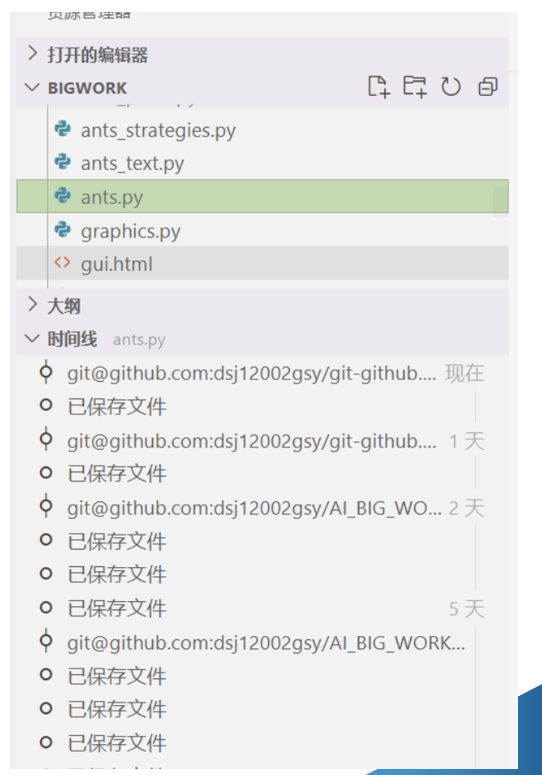 资源管理器
打开的编辑器
BIGWORK
ants_strategies.py
ants_text.py
ants.py
graphics.py
gui.html
大纲
时间线 ants.py
git@github.com:dsj12002gsy/git-github.... 现在
已保存文件
git@github.com:dsj12002gsy/git-github.... 1 天
已保存文件
git@github.com:dsj12002gsy/AI_BIG_WO... 2 天
已保存文件
已保存文件
已保存文件 5 天
git@github.com:dsj12002gsy/AI_BIG_WORK...
已保存文件
已保存文件
已保存文件